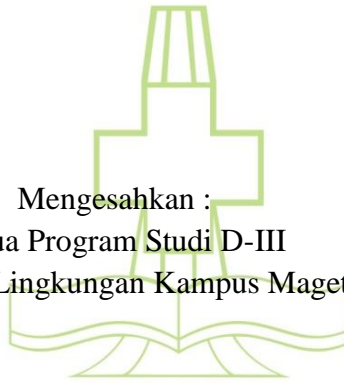 Mengesahkan :
ua Program Studi D-III
Lingkungan Kampus Maget